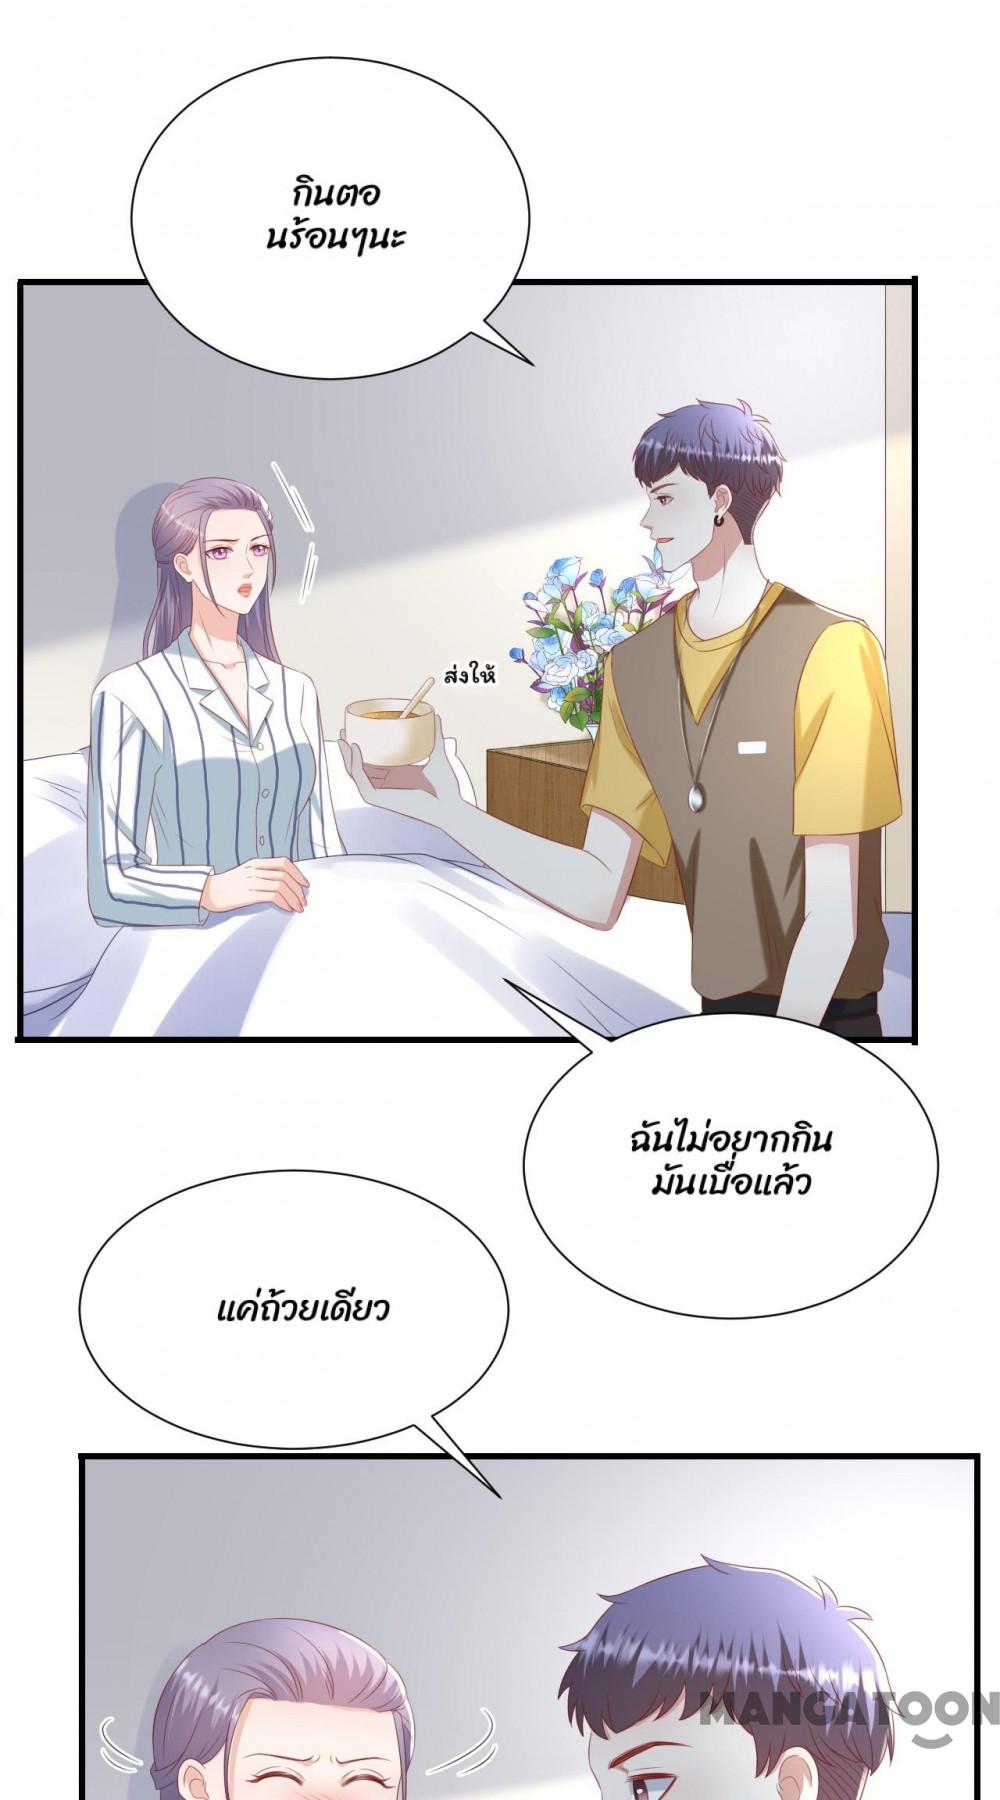 กินตอ
นร้อนๆนะ
ส่งให้
ฉันไม่อยากกิน
มันเบื่อแล้ว
แค่ถ้วยเดียว
MANGATOON